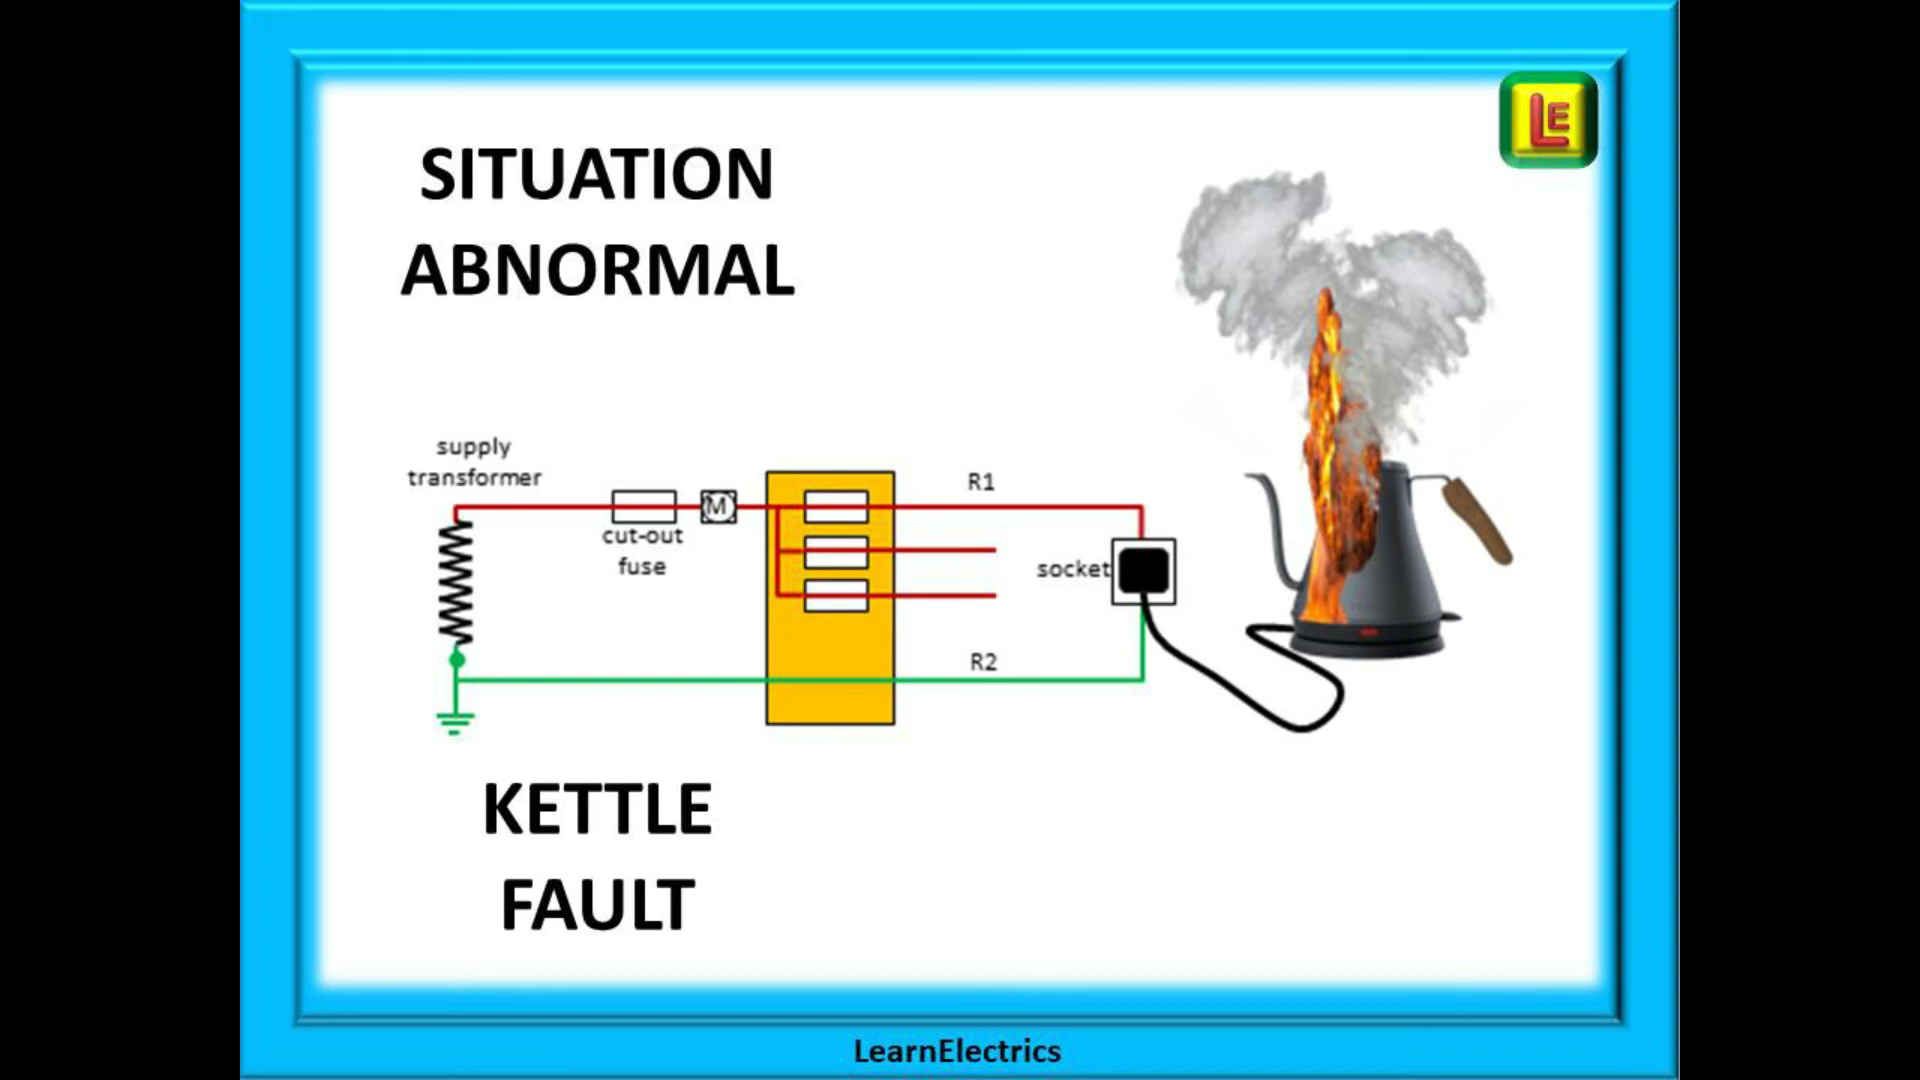 SITUATION
ABNORMAL
LE
supply
transformer
M
cut-out
fuse
R1
socket
R2
KETTLE
FAULT
LearnElectrics